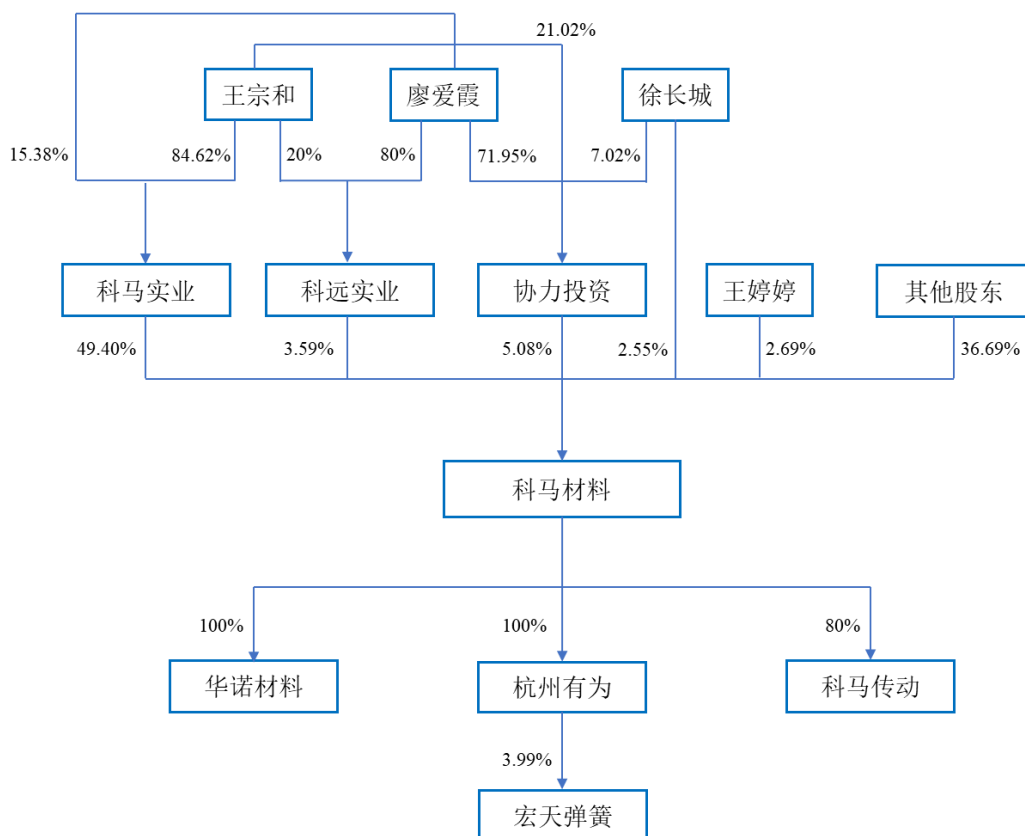 21.02%
王宗和
廖爱霞
徐长城
15.38%
84.62%
20%
80%
71.95%
7.02%
科马实业
科远实业
协力投资
王婷婷
其他股东
49.40%
3.59%
5.08%
2.55%
2.69%
36.69%
科马材料
100%
100%
80%
华诺材料
杭州有为
科马传动
3.99%
宏天弹簧